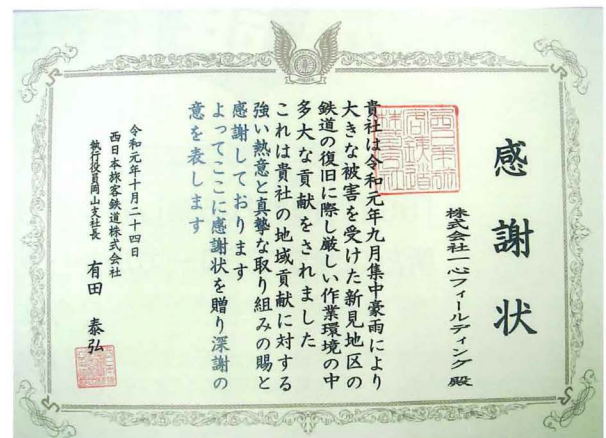 感謝状
株式会社一心フィールディング 殿
貴社は令和元年九月集中豪雨により
大きな被害を受けた新見地区の
鉄道の復旧に際し厳しい作業環境の中
多大な貢献をされました
これは貴社の地域貢献に対する
強い熱意と真摯な取り組みの賜と
感謝しております
よってここに感謝状を贈り深謝の
意を表します
令和元年十月二十四日
西日本旅客鉄道株式会社
執行役員岡山支社長 有田 泰弘